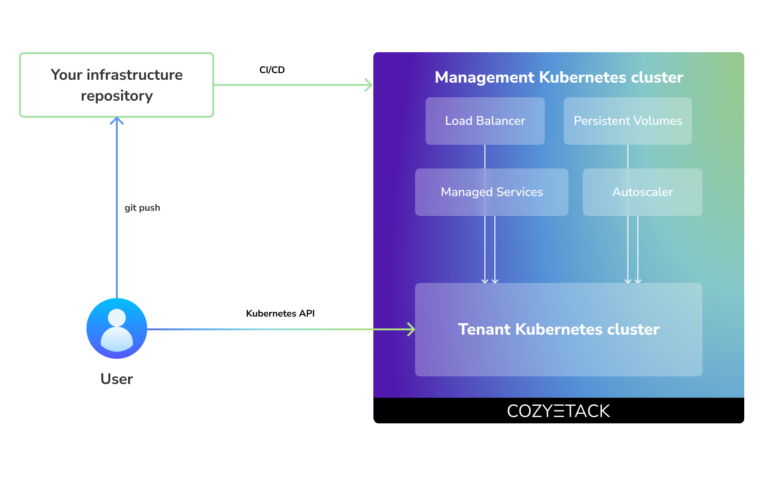 Your infrastructure
repository
CI/CD
Management Kubernetes cluster
Load Balancer
Persistent Volumes
Managed Services
Autoscaler
git push
Kubernetes API
Tenant Kubernetes cluster
User
COZYΞTACK